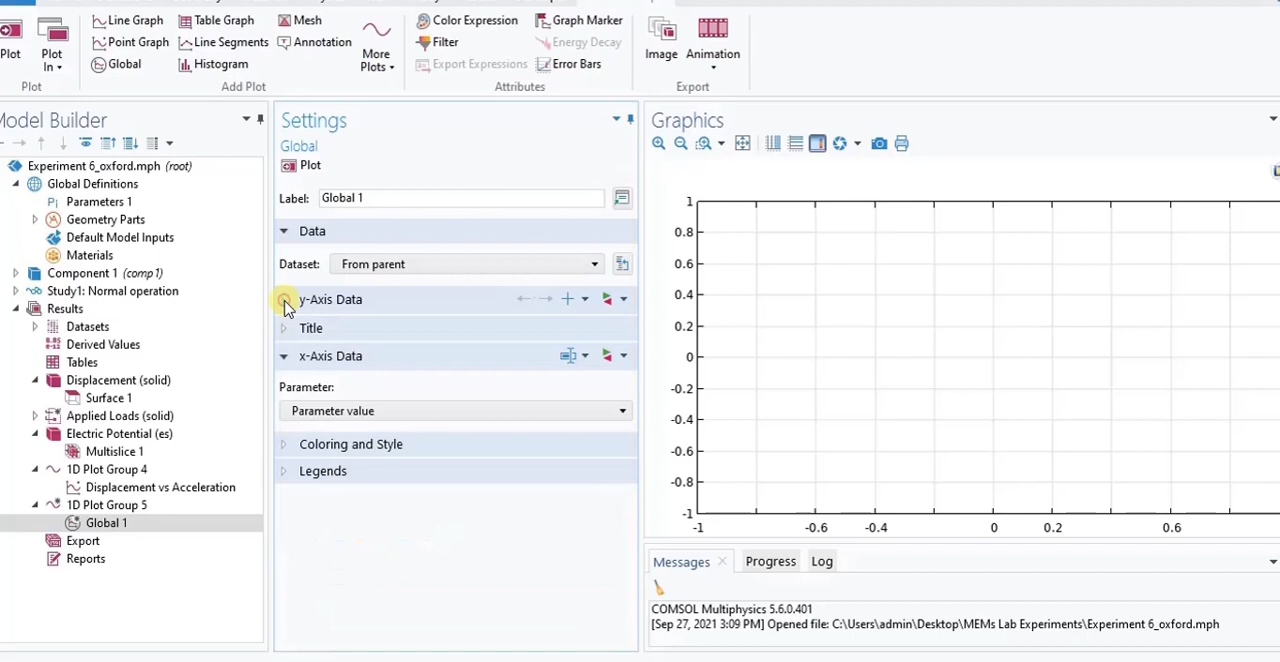 Line Graph
Table Graph
Mesh
Color Expression
Graph Marker
Plot
Plot
In
Point Graph
Line Segments
Annotation
More
Plots
Filter
Energy Decay
Image
Animation
Global
Histogram
Export Expressions
Error Bars
Plot
Add Plot
Attributes
Export
Model Builder
Experiment 6_oxford.mph (root)
Global Definitions
Parameters 1
Pi
Geometry Parts
Default Model Inputs
Materials
Component 1 (comp1)
Study1: Normal operation
Results
Datasets
8.85
e-12
Derived Values
Tables
Displacement (solid)
Surface 1
Applied Loads (solid)
Electric Potential (es)
Multislice 1
1D Plot Group 4
Displacement vs Acceleration
1D Plot Group 5
Global 1
Export
Reports
Settings
Global
Plot
Label: Global 1
Data
Dataset: From parent
y-Axis Data
Title
x-Axis Data
Parameter:
Parameter value
Coloring and Style
Legends
Graphics
1
0.8
0.6
0.4
0.2
0
-0.2
-0.4
-0.6
-0.8
-1
-1 -0.6 -0.4 0 0.2 0.6
Messages Progress Log
COMSOL Multiphysics 5.6.0.401
[Sep 27, 2021 3:09 PM] Opened file: C:\Users\admin\Desktop\MEMs Lab Experiments\Experiment 6_oxford.mph